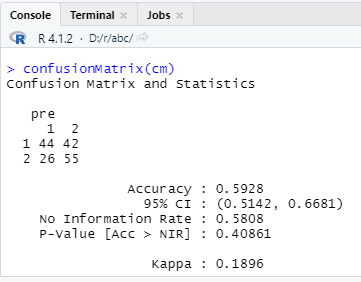 Console Terminal × Jobs ×
R R 4.1.2 · D:/r/abc/
> confusionMatrix(cm)
Confusion Matrix and Statistics
pre
1 2
1 44 42
2 26 55
Accuracy : 0.5928
95% CI : (0.5142, 0.6681)
No Information Rate : 0.5808
P-Value [Acc > NIR] : 0.40861
Kappa : 0.1896